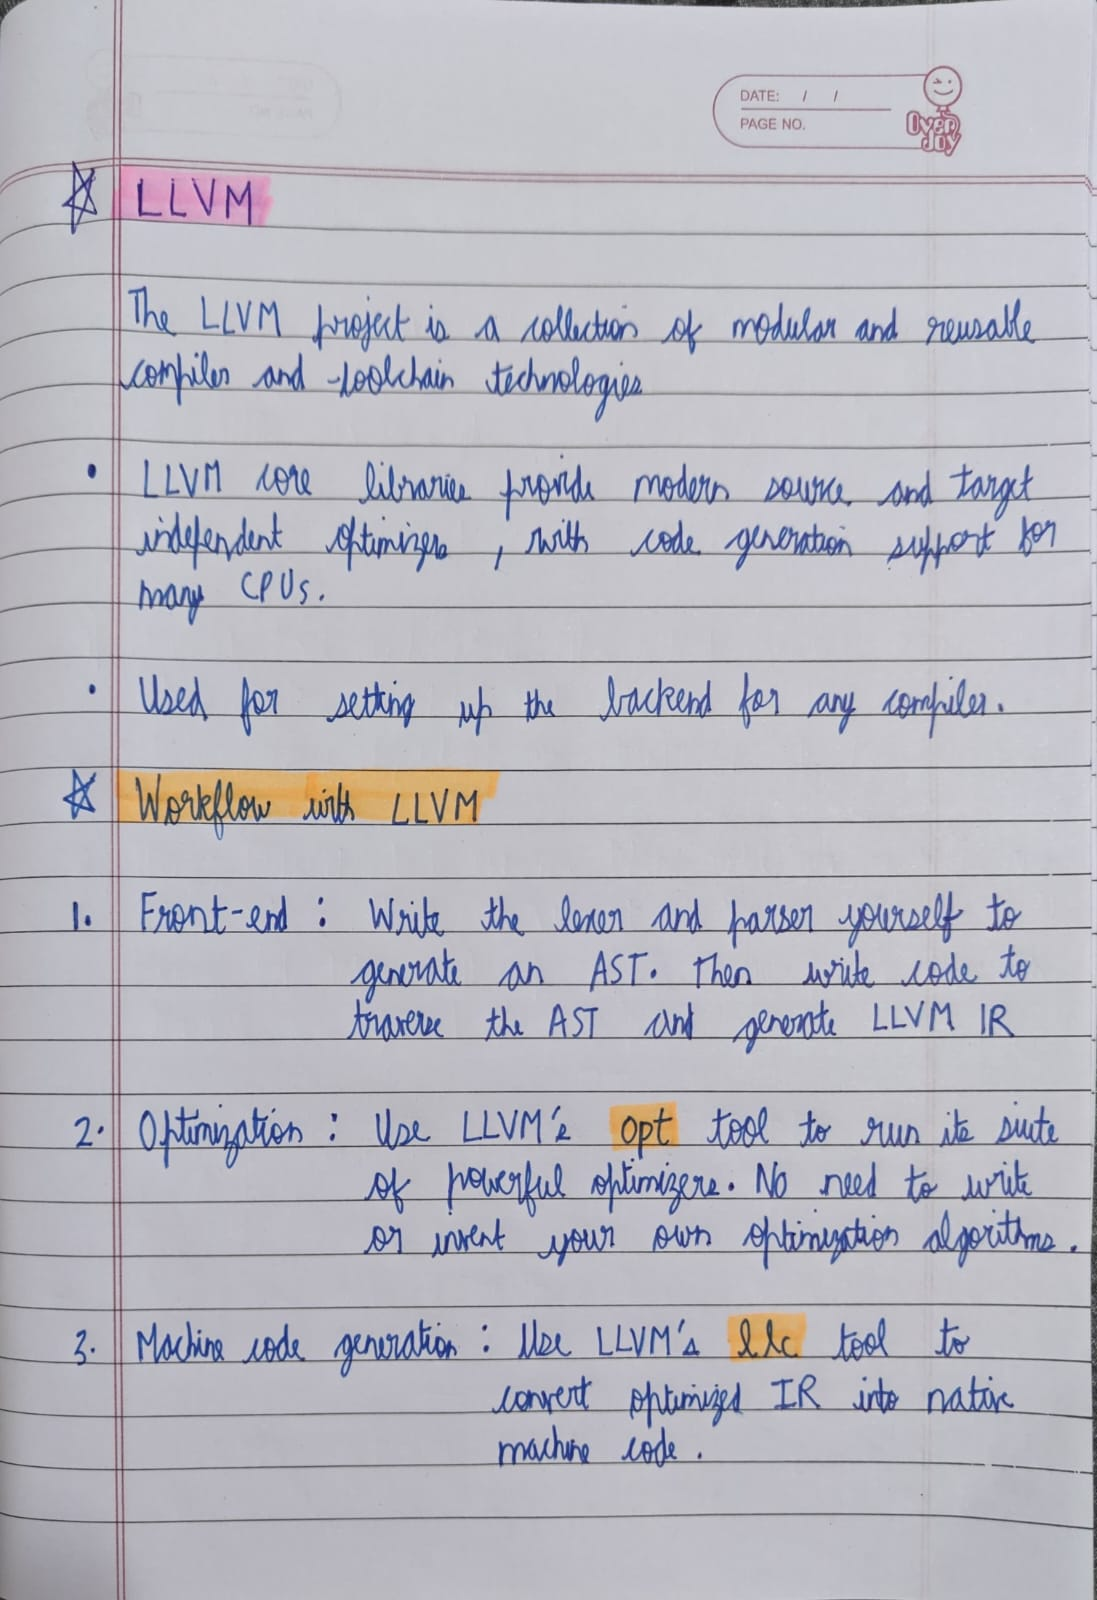 DATE: / /
PAGE NO.
Over
Joy
LLVM
The LLVM project is a collection of modular and reusable
compiler and toolchain technologies
• LLVM core libraries provide modern source and target
independent optimizers, with code generation support for
many CPUs.
• Used for setting up the backend for any compiler.
Workflow with LLVM
1. Front-end : Write the lexer and parser yourself to
generate an AST. Then write code to
traverse the AST and generate LLVM IR
2. Optimization : Use LLVM's opt tool to run its suite
of powerful optimizers. No need to write
or invent your own optimization algorithms.
3. Machine code generation : Use LLVM's llc tool to
convert optimized IR into native
machine code.